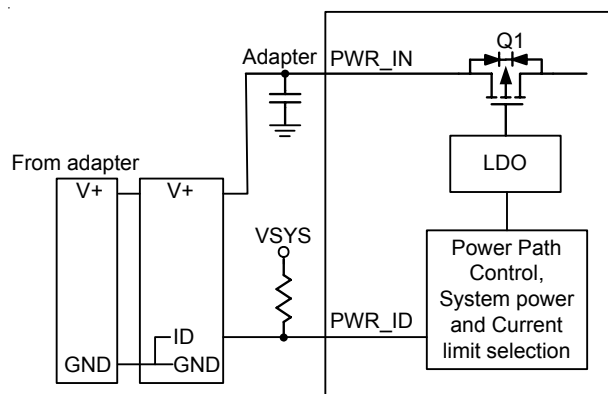 Q1
Adapter
PWR_IN
LDO
From adapter
V+
V+
VSYS
Power Path
Control,
System power
and Current
limit selection
PWR_ID
ID
GND
GND